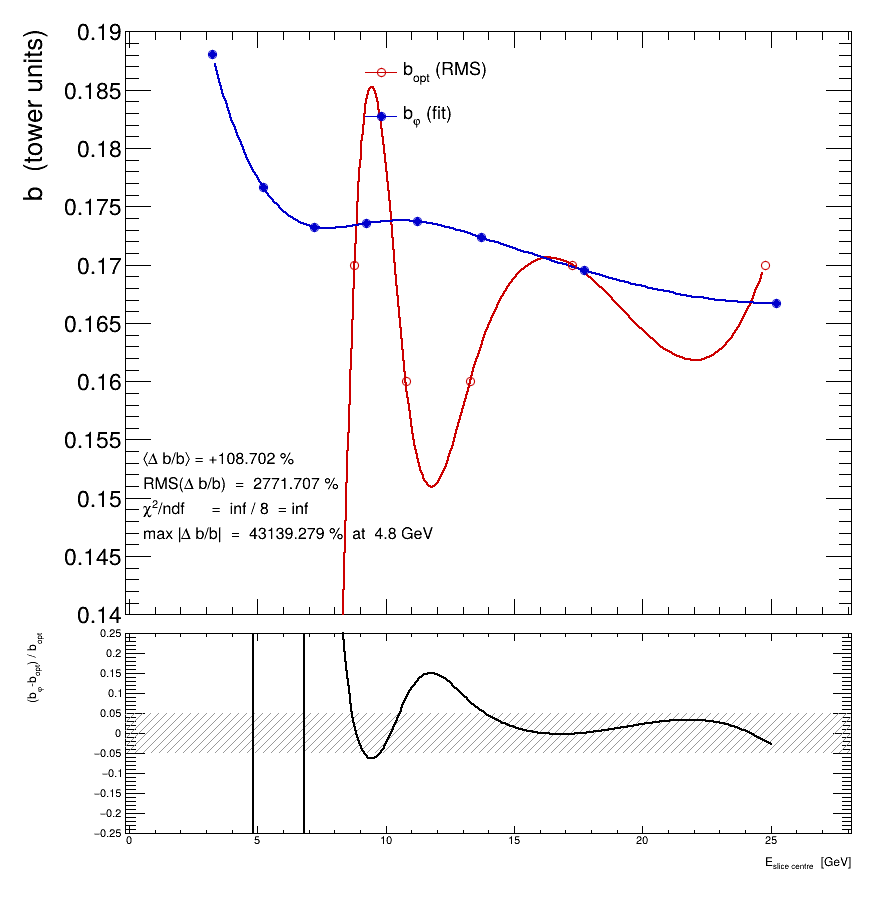 0.19
0.185
0.18
0.175
0.17
0.165
0.16
0.155
0.15
0.145
0.14
b (tower units)
b_opt (RMS)
b_φ (fit)
⟨Δ b/b⟩ = +108.702 %
RMS(Δ b/b) = 2771.707 %
χ²/ndf = inf / 8 = inf
max |Δ b/b| = 43139.279 % at 4.8 GeV
0.25
0.2
0.15
0.1
0.05
0
−0.05
−0.1
−0.15
−0.2
−0.25
(b_φ-b_opt) / b_opt
0 5 10 15 20 25
E_slice centre [GeV]